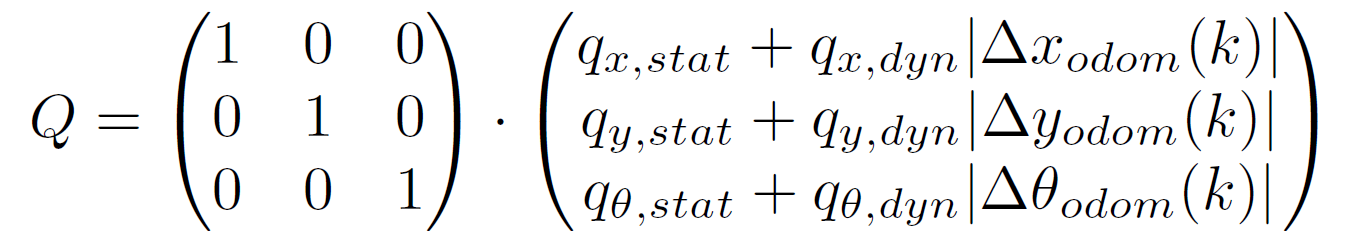 1 0 0 q_{x,stat} + q_{x,dyn}|Δx_{odom}(k)|
Q = 0 1 0 · q_{y,stat} + q_{y,dyn}|Δy_{odom}(k)|
0 0 1 q_{θ,stat} + q_{θ,dyn}|Δθ_{odom}(k)|